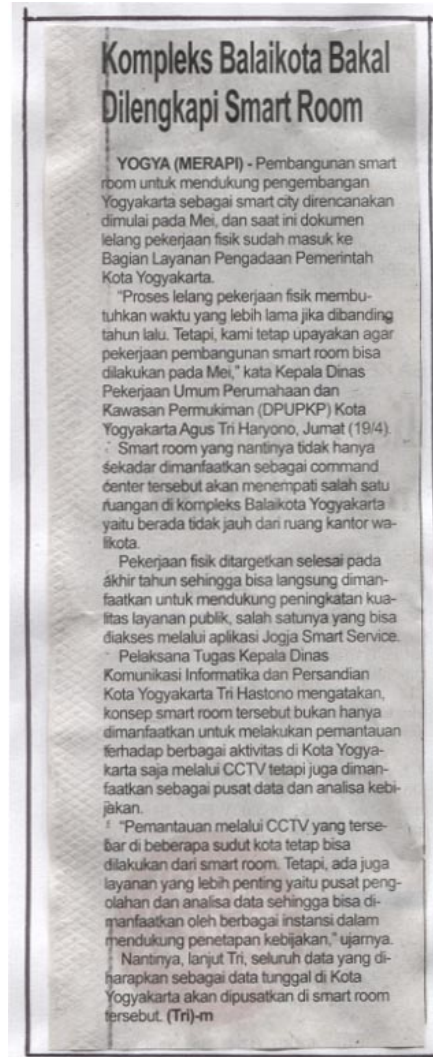 Kompleks Balaikota Bakal
Dilengkapi Smart Room
YOGYA (MERAPI) - Pembangunan smart
room untuk mendukung pengembangan
Yogyakarta sebagai smart city direncanakan
dimulai pada Mei, dan saat ini dokumen
lelang pekerjaan fisik sudah masuk ke
Bagian Layanan Pengadaan Pemerintah
Kota Yogyakarta.
"Proses lelang pekerjaan fisik membu-
tuhkan waktu yang lebih lama jika dibanding
tahun lalu. Tetapi, kami tetap upayakan agar
pekerjaan pembangunan smart room bisa
dilakukan pada Mei," kata Kepala Dinas
Pekerjaan Umum Perumahaan dan
Kawasan Permukiman (DPUPKP) Kota
Yogyakarta Agus Tri Haryono, Jumat (19/4).
Smart room yang nantinya tidak hanya
sekadar dimanfaatkan sebagai command
center tersebut akan menempati salah satu
ruangan di kompleks Balaikota Yogyakarta
yaitu berada tidak jauh dari ruang kantor wa-
likota.
Pekerjaan fisik ditargetkan selesai pada
akhir tahun sehingga bisa langsung diman-
faatkan untuk mendukung peningkatan kua-
litas layanan publik, salah satunya yang bisa
diakses melalui aplikasi Jogja Smart Service.
Pelaksana Tugas Kepala Dinas
Komunikasi Informatika dan Persandian
Kota Yogyakarta Tri Hastono mengatakan,
konsep smart room tersebut bukan hanya
dimanfaatkan untuk melakukan pemantauan
terhadap berbagai aktivitas di Kota Yogya-
karta saja melalui CCTV tetapi juga diman-
faatkan sebagai pusat data dan analisa kebi-
jakan.
"Pemantauan melalui CCTV yang terse-
bar di beberapa sudut kota tetap bisa
dilakukan dari smart room. Tetapi, ada juga
layanan yang lebih penting yaitu pusat peng-
olahan dan analisa data sehingga bisa di-
manfaatkan oleh berbagai instansi dalam
mendukung penetapan kebijakan," ujarnya.
Nantinya, lanjut Tri, seluruh data yang di-
harapkan sebagai data tunggal di Kota
Yogyakarta akan dipusatkan di smart room
tersebut. (Tri)-m